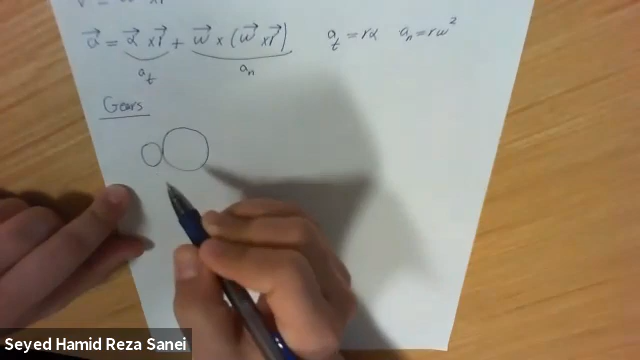 a⃗ = α⃗ × r⃗ + ω⃗ × (ω⃗ × r⃗)   a_t = rα   a_n = rω²
a_t   a_n
Gears
Seyed Hamid Reza Sanei